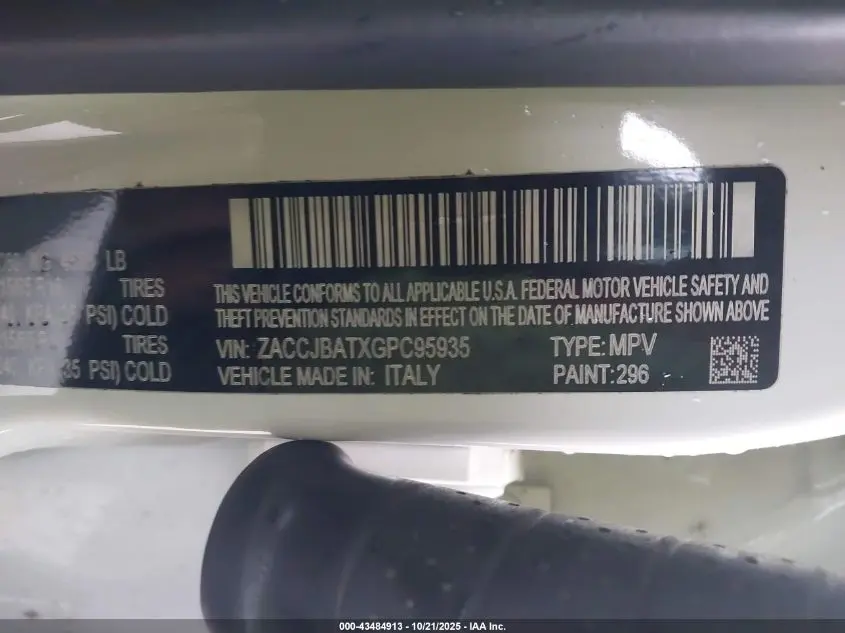 LB
TIRES
PSI) COLD
TIRES
35 PSI) COLD
THIS VEHICLE CONFORMS TO ALL APPLICABLE U.S.A. FEDERAL MOTOR VEHICLE SAFETY AND
THEFT PREVENTION STANDARDS IN EFFECT ON THE DATE OF MANUFACTURE SHOWN ABOVE
VIN: ZACCJBATXGPC95935 TYPE: MPV
VEHICLE MADE IN: ITALY PAINT: 296
000-43484913 - 10/21/2025 - IAA Inc.